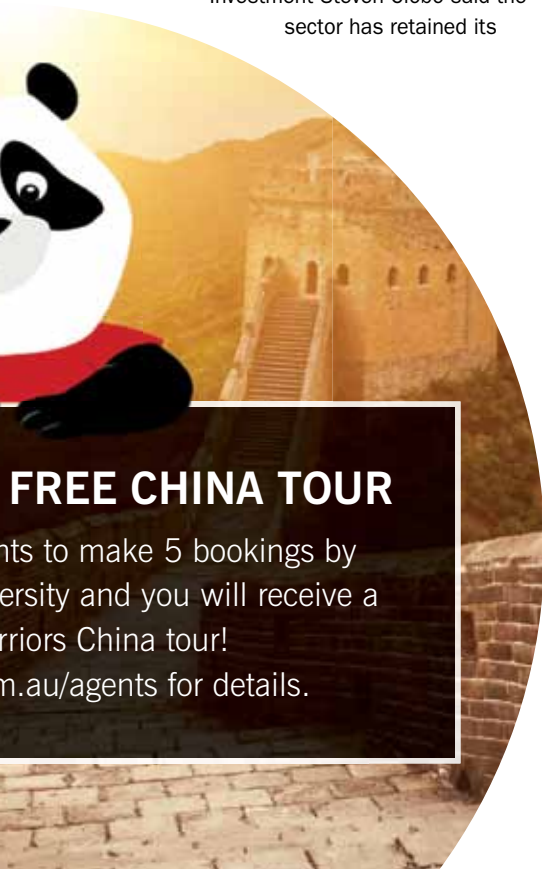 Investment Steven Ciobo said the
sector has retained its
FREE CHINA TOUR
nts to make 5 bookings by
ersity and you will receive a
rriors China tour!
m.au/agents for details.